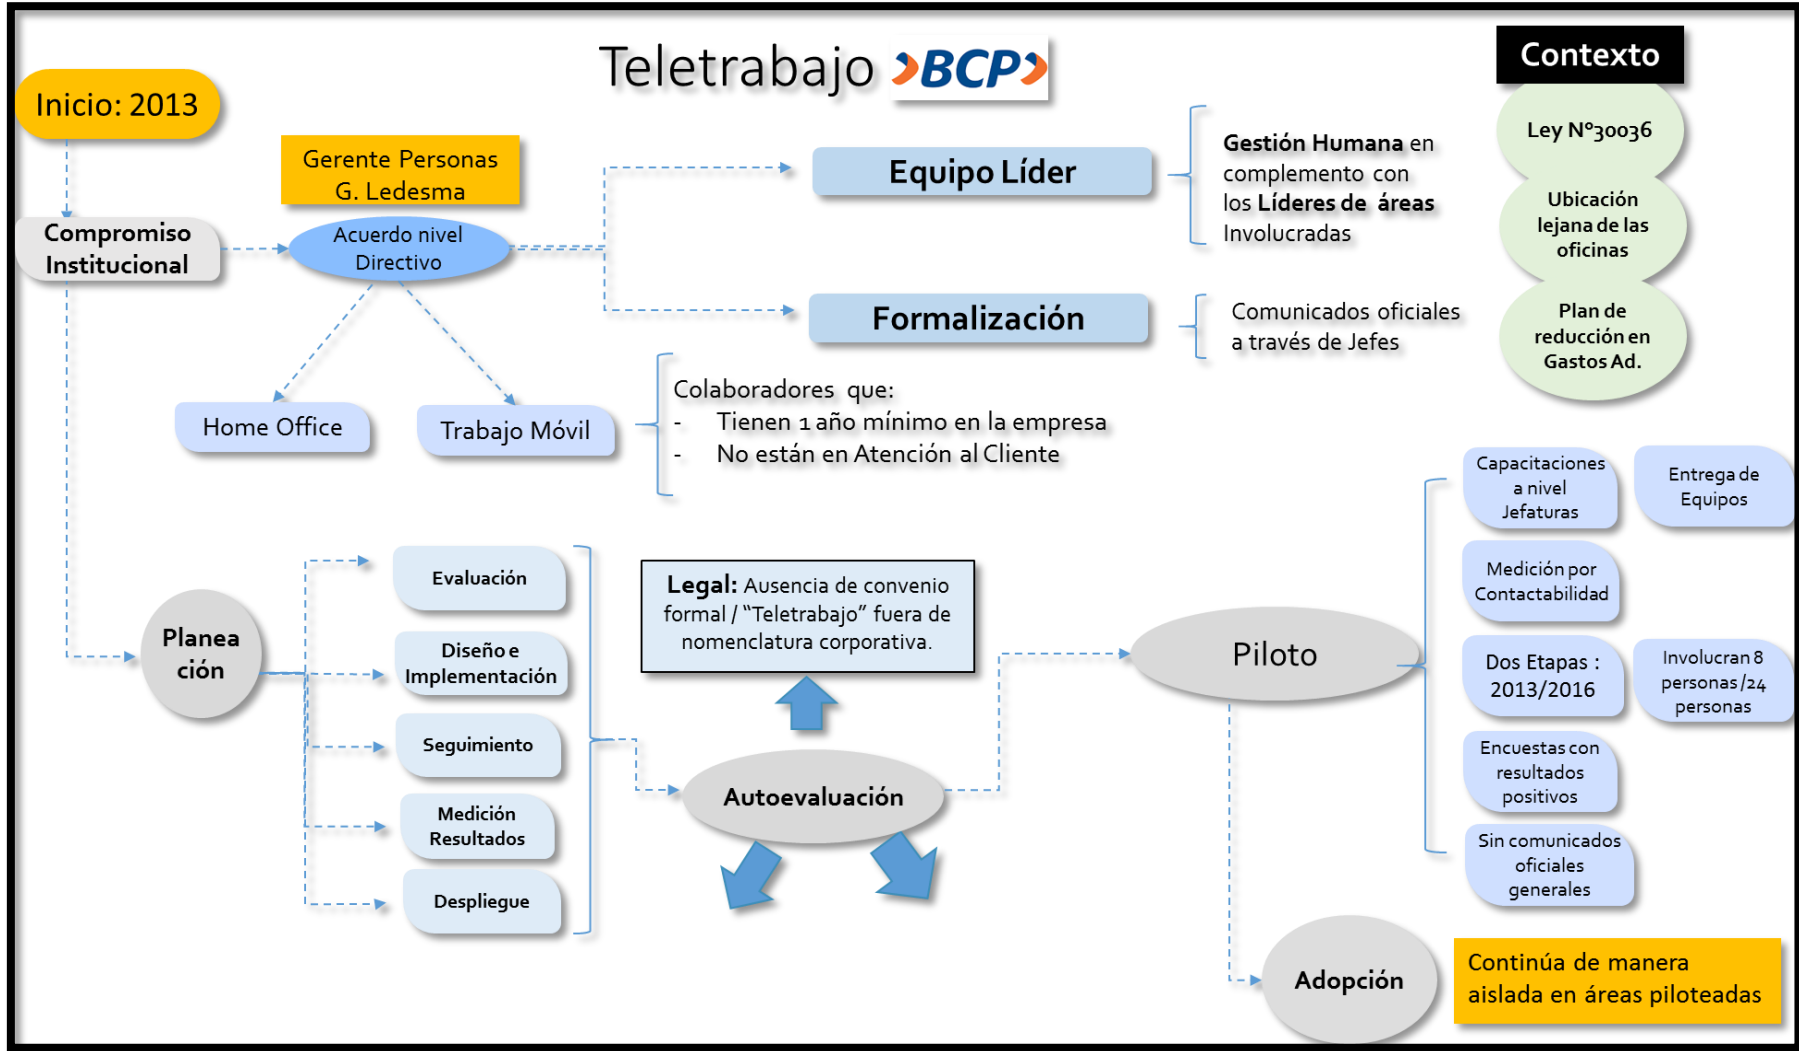 Teletrabajo
BCP
Contexto
Inicio: 2013
Ley Nº30036
Ubicación
lejana de las
oficinas
Plan de
reducción en
Gastos Ad.
Gerente Personas
G. Ledesma
Compromiso
Institucional
Acuerdo nivel
Directivo
Equipo Líder
Gestión Humana en
complemento con
los Líderes de áreas
Involucradas
Formalización
Comunicados oficiales
a través de Jefes
Home Office
Trabajo Móvil
Colaboradores que:
- Tienen 1 año mínimo en la empresa
- No están en Atención al Cliente
Planea
ción
Evaluación
Diseño e
Implementación
Seguimiento
Medición
Resultados
Despliegue
Legal: Ausencia de convenio
formal / “Teletrabajo” fuera de
nomenclatura corporativa.
Autoevaluación
Piloto
Capacitaciones
a nivel
Jefaturas
Entrega de
Equipos
Medición por
Contactabilidad
Dos Etapas :
2013/2016
Involucran 8
personas /24
personas
Encuestas con
resultados
positivos
Sin comunicados
oficiales
generales
Adopción
Continúa de manera
aislada en áreas piloteadas